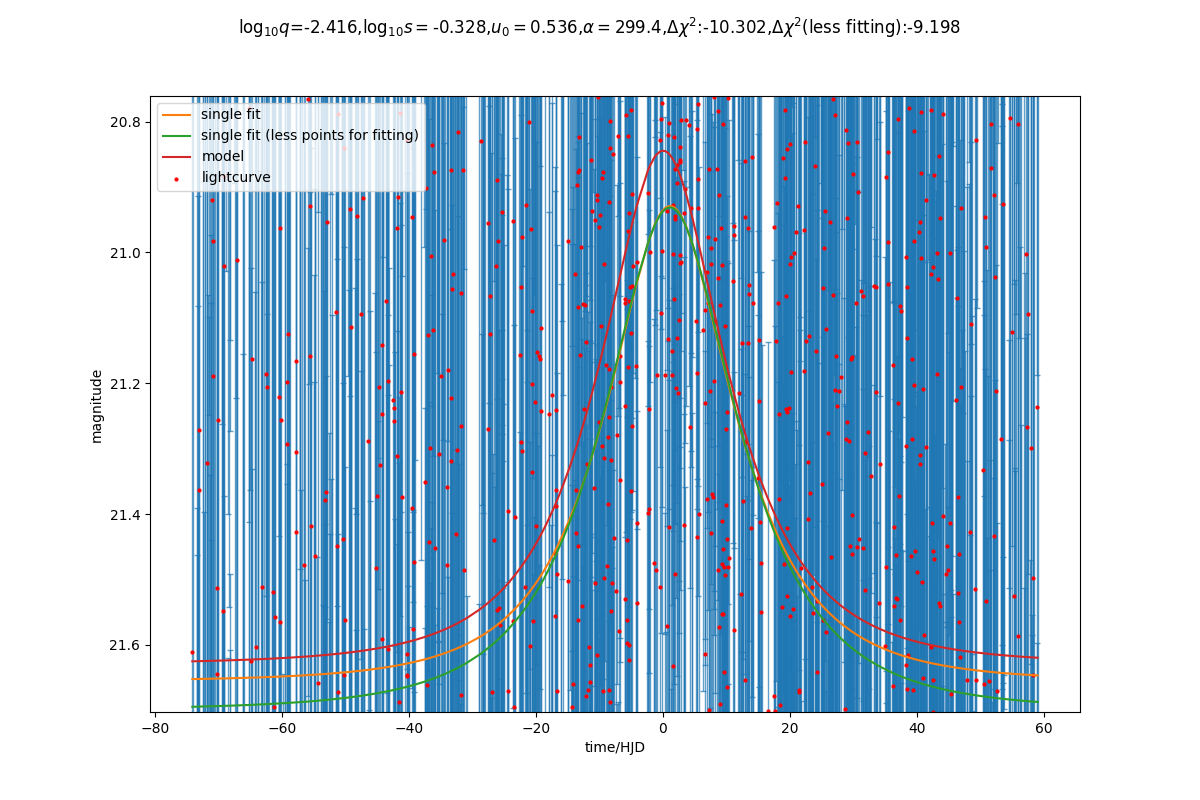 log₁₀q=-2.416,log₁₀s = -0.328,u₀ = 0.536,α = 299.4,Δχ²:-10.302,Δχ²(less fitting):-9.198
single fit
single fit (less points for fitting)
model
lightcurve
20.8
21.0
21.2
21.4
21.6
magnitude
−80
−60
−40
−20
0
20
40
60
time/HJD